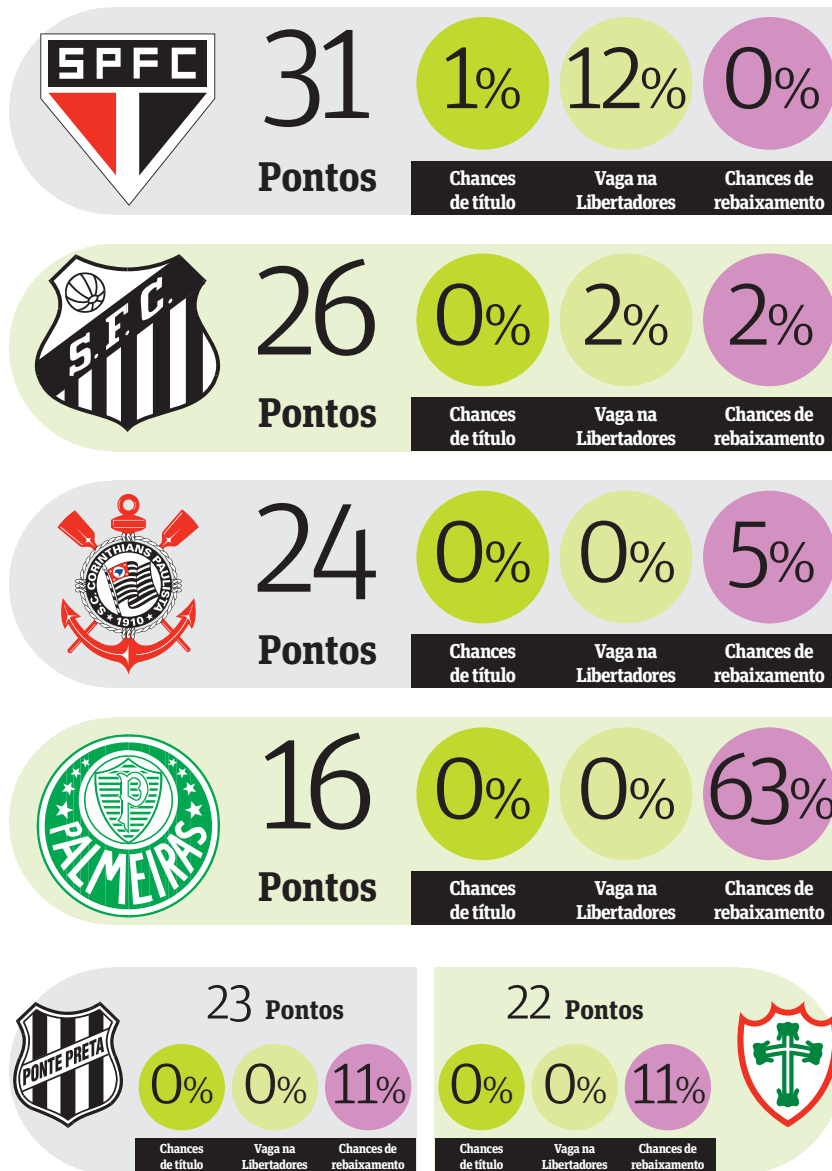 SPFC
31
Pontos
1%
12%
0%
Chances
de título
Vaga na
Libertadores
Chances de
rebaixamento
S.F.C.
26
Pontos
0%
2%
2%
Chances
de título
Vaga na
Libertadores
Chances de
rebaixamento
S.C. CORINTHIANS PAULISTA
1910
24
Pontos
0%
0%
5%
Chances
de título
Vaga na
Libertadores
Chances de
rebaixamento
P
PALMEIRAS
16
Pontos
0%
0%
63%
Chances
de título
Vaga na
Libertadores
Chances de
rebaixamento
PONTE PRETA
23 Pontos
0%
0%
11%
Chances
de título
Vaga na
Libertadores
Chances de
rebaixamento
22 Pontos
0%
0%
11%
Chances
de título
Vaga na
Libertadores
Chances de
rebaixamento